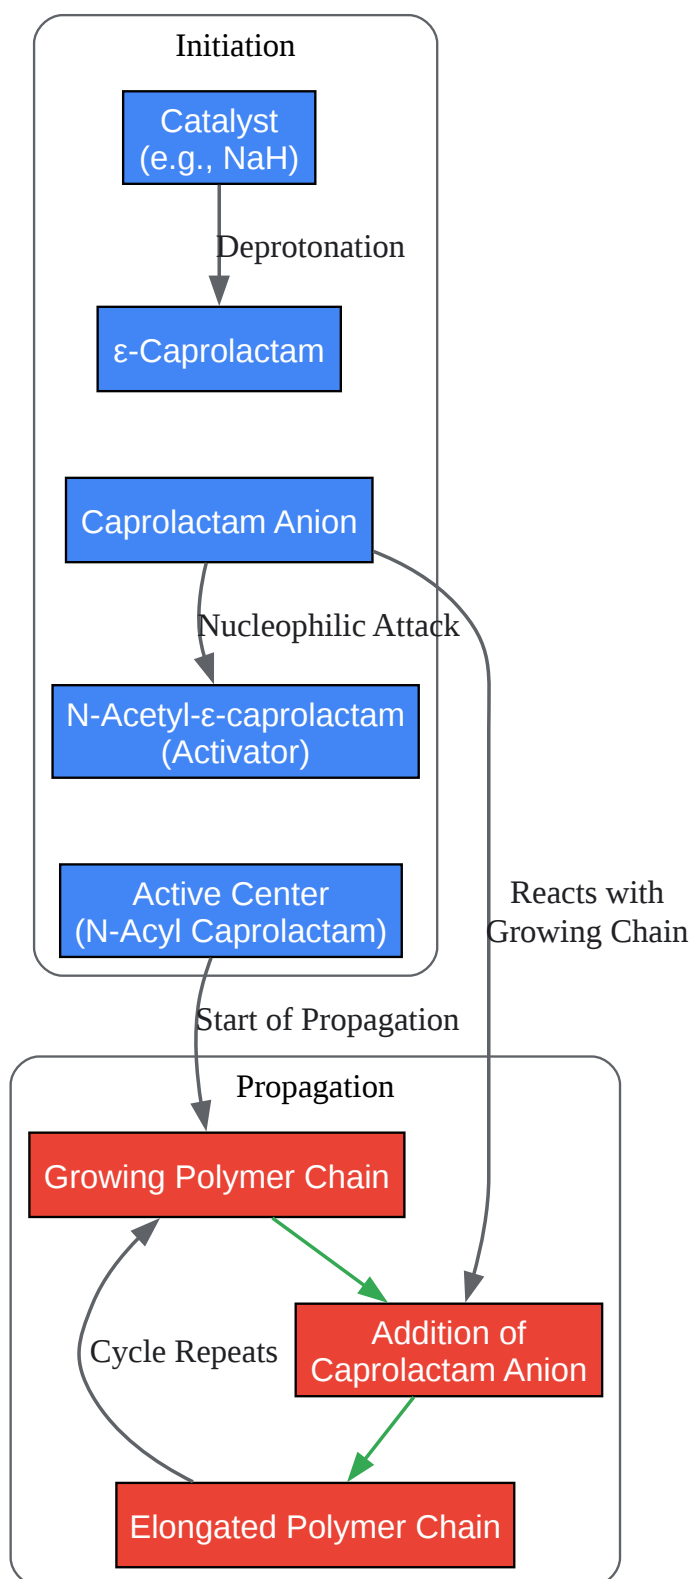 Initiation
Catalyst
(e.g., NaH)
Deprotonation
ε-Caprolactam
Caprolactam Anion
Nucleophilic Attack
N-Acetyl-ε-caprolactam
(Activator)
Active Center
(N-Acyl Caprolactam)
Reacts with
Growing Chain
Start of Propagation
Propagation
Growing Polymer Chain
Addition of
Caprolactam Anion
Cycle Repeats
Elongated Polymer Chain